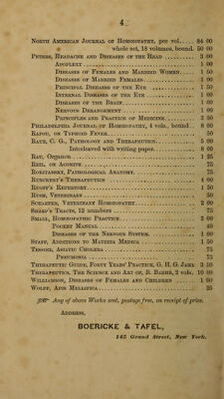 4
NORTH AMERICAN JOURNAL OF HOMŒOPATHY, per vol..... $4 00
whole set, 18 volumes, bound. 50 00
PETERS, HEADACHE AND DISEASES OF THE HEAD ........ 3 00
APOPLEXY ........ 1 00
DISEASES OF FEMALES AND MARRIED WOMEN.... 1 00
DISEASES OF MARRIED FEMALES ........ 1 00
PRINCIPAL DISEASES OF THE EYE ........ 1 50
INTERNAL DISEASES OF THE EYE ........ 1 00
DISEASES OF THE BRAIN ........ 1 00
NERVOUS DERANGEMENT ........ 1 00
PRINCIPLES AND PRACTICE OF MEDICINE ........ 2 50
PHILADELPHIA JOURNAL OF HOMŒOPATHY, 4 vols., bound.. 8 00
RAPOU, ON TYPHOID FEVER ........ 50
RAUE, C. G., PATHOLOGY AND THERAPEUTICS ........ 5 00
Interleaved with writing paper. 6 00
RAU, ORGANON ........ 1 25
REIL, ON ACONITE ........ 75
ROKITANSKY, PATHOLOGICAL ANATOMY ........ 75
RUECKERT'S THERAPEUTICS ........ 4 00
RUOFF'S REPERTORY ........ 1 50
RUSH, VETERINARY ........ 50
SCHAEFER, VETERINARY HOMŒOPATHY ........ 2 00
SHARP'S TRACTS, 12 numbers ........ 75
SMALL, HOMŒOPATHIC PRACTICE ........ 3 00
POCKET MANUAL ........ 40
DISEASES OF THE NERVOUS SYSTEM ........ 1 00
STAPF, ADDITIONS TO MATERIA MEDICA ........ 1 50
TESSIER, ASIATIC CHOLERA ........ 75
PNEUMONIA ........ 75
THERAPEUTIC GUIDE, FORTY YEARS' PRACTICE, G. H. G. JAHR 3 35
THERAPEUTICS, THE SCIENCE AND ART OF, B. BAEHR, 2 vols. 10 00
WILLIAMSON, DISEASES OF FEMALES AND CHILDREN ........ 1 00
WOLFF, APIS MELLIFICA ........ 25
Any of above Works sent, postage free, on receipt of price.
ADDRESS,
BOERICKE & TAFEL,
145 Grand Street, New York.